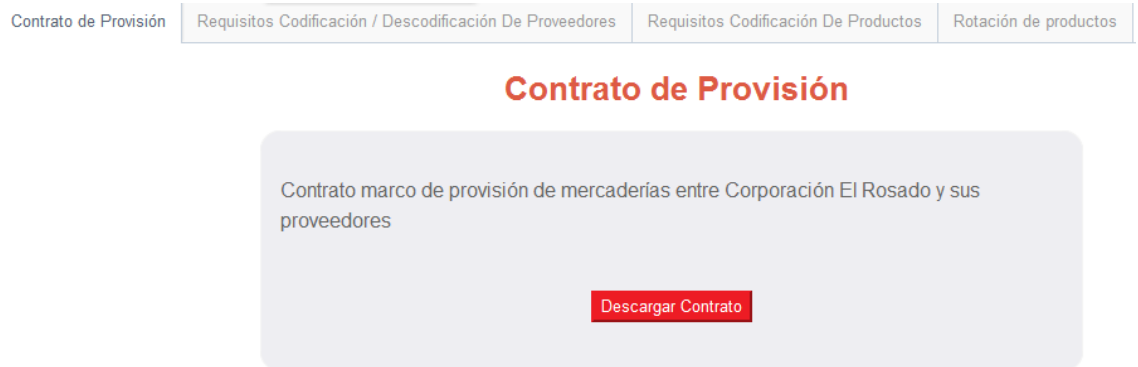 Contrato de Provisión
Requisitos Codificación / Descodificación De Proveedores
Requisitos Codificación De Productos
Rotación de productos
Contrato de Provisión
Contrato marco de provisión de mercaderías entre Corporación El Rosado y sus
proveedores
Descargar Contrato